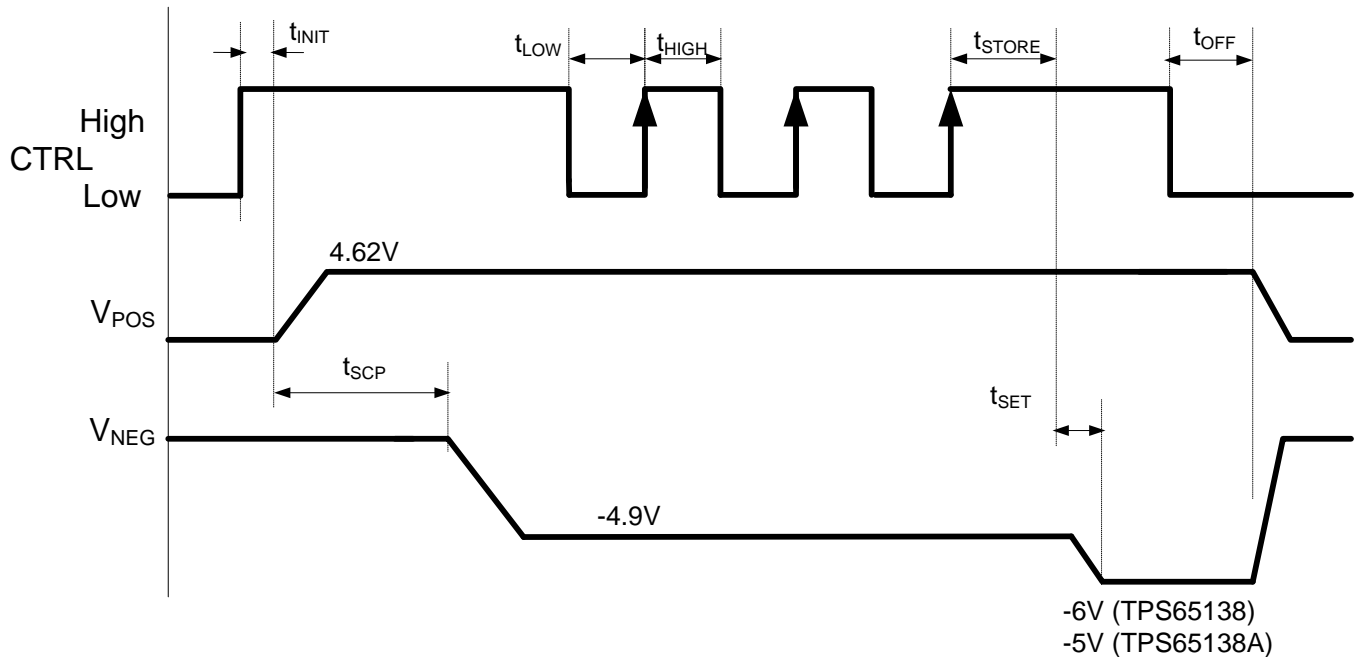 tINIT
tLOW
tHIGH
tSTORE
tOFF
High
CTRL
Low
4.62V
VPOS
tSCP
tSET
VNEG
-4.9V
-6V (TPS65138)
-5V (TPS65138A)